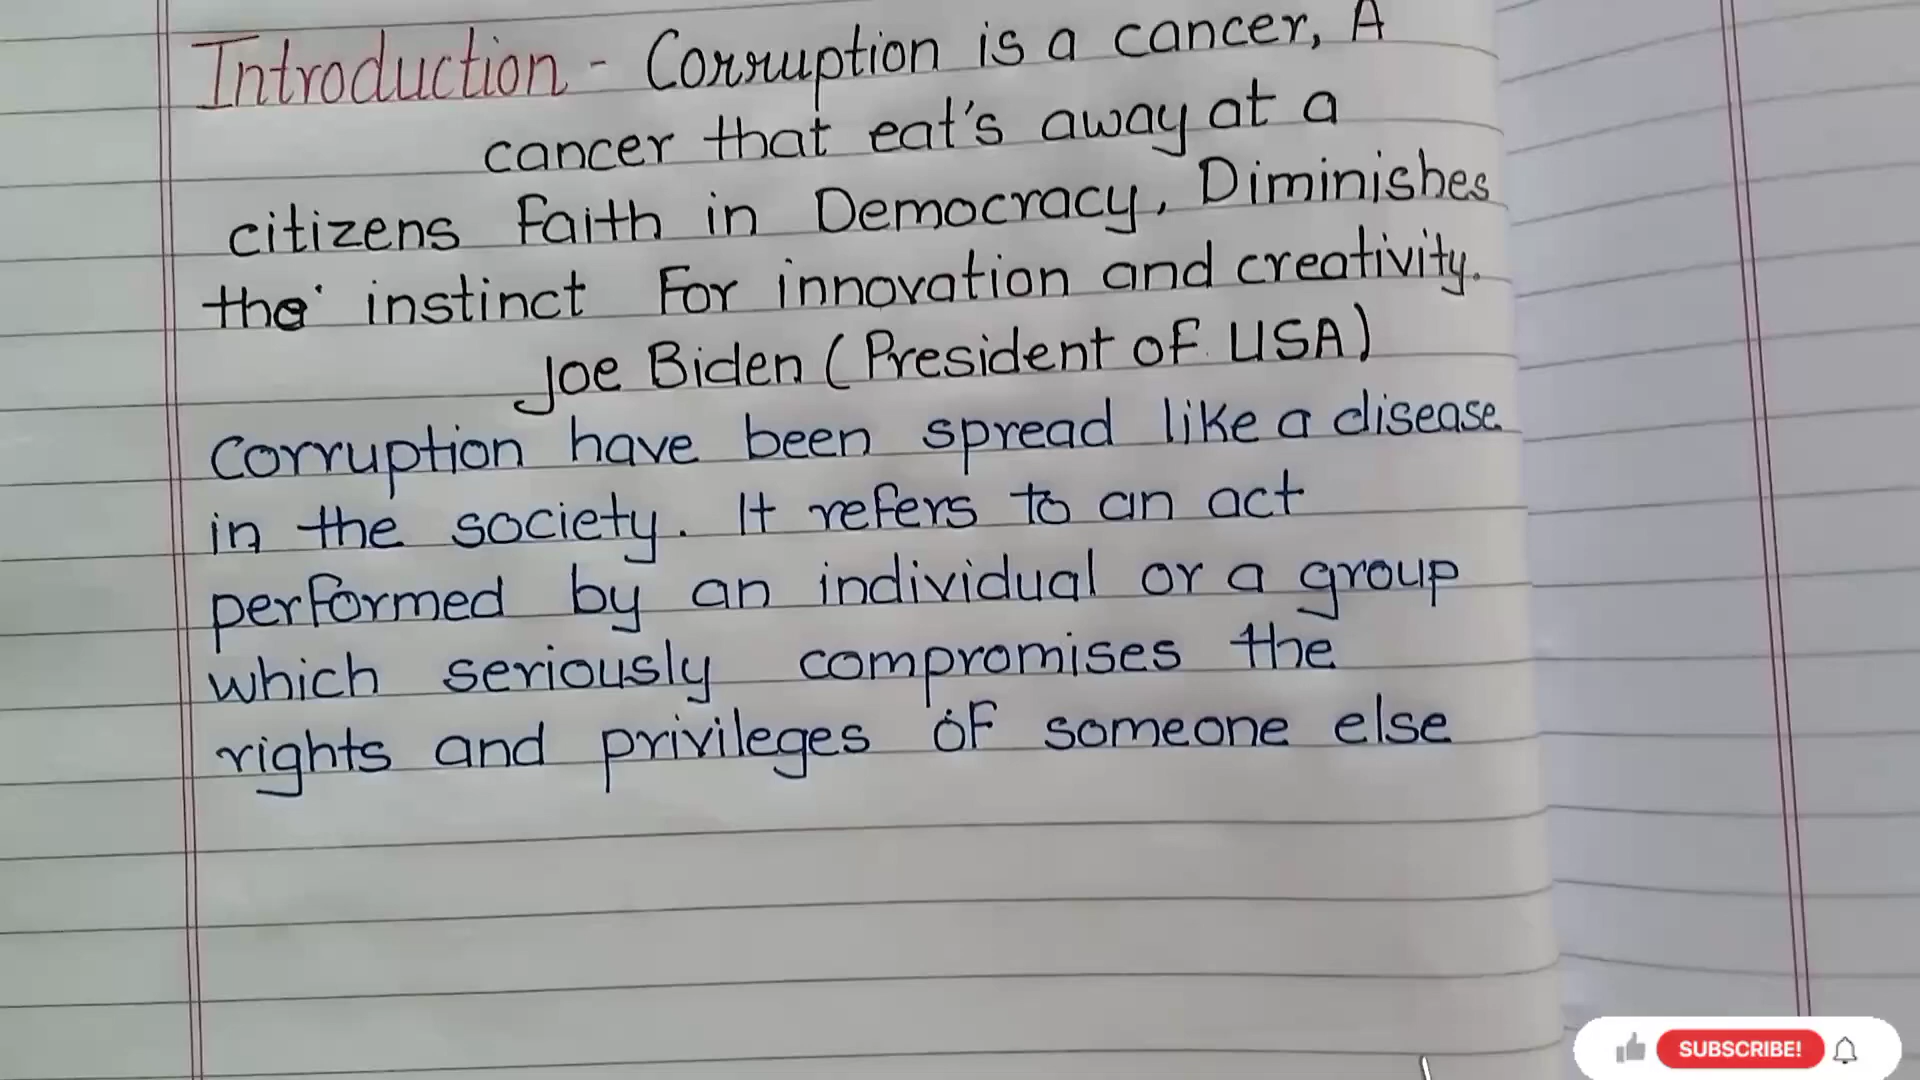 Introduction - Corruption is a cancer, A
cancer that eat's away at a
citizens faith in Democracy, Diminishes
the instinct For innovation and creativity.
Joe Biden (President of USA)
Corruption have been spread like a disease
in the society. It refers to an act
performed by an individual or a group
which seriously compromises the
rights and privileges of someone else
SUBSCRIBE!